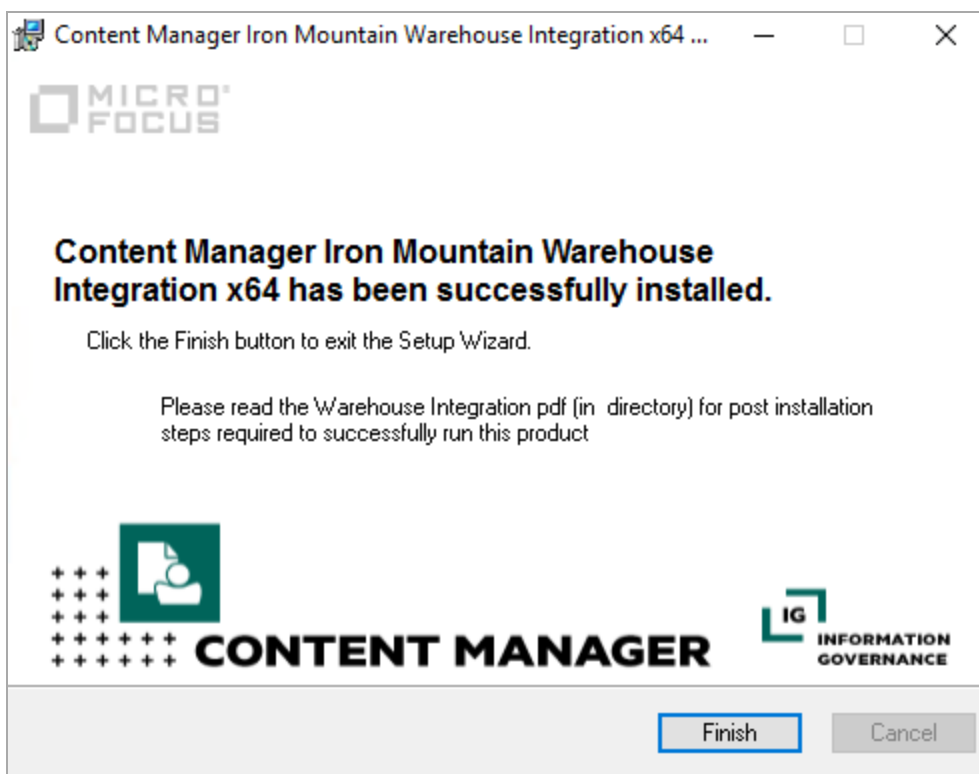 Content Manager Iron Mountain Warehouse Integration x64 ...
MICRO
FOCUS
Content Manager Iron Mountain Warehouse
Integration x64 has been successfully installed.
Click the Finish button to exit the Setup Wizard.
Please read the Warehouse Integration pdf (in  directory) for post installation
steps required to successfully run this product
CONTENT MANAGER
IG
INFORMATION
GOVERNANCE
Finish
Cancel